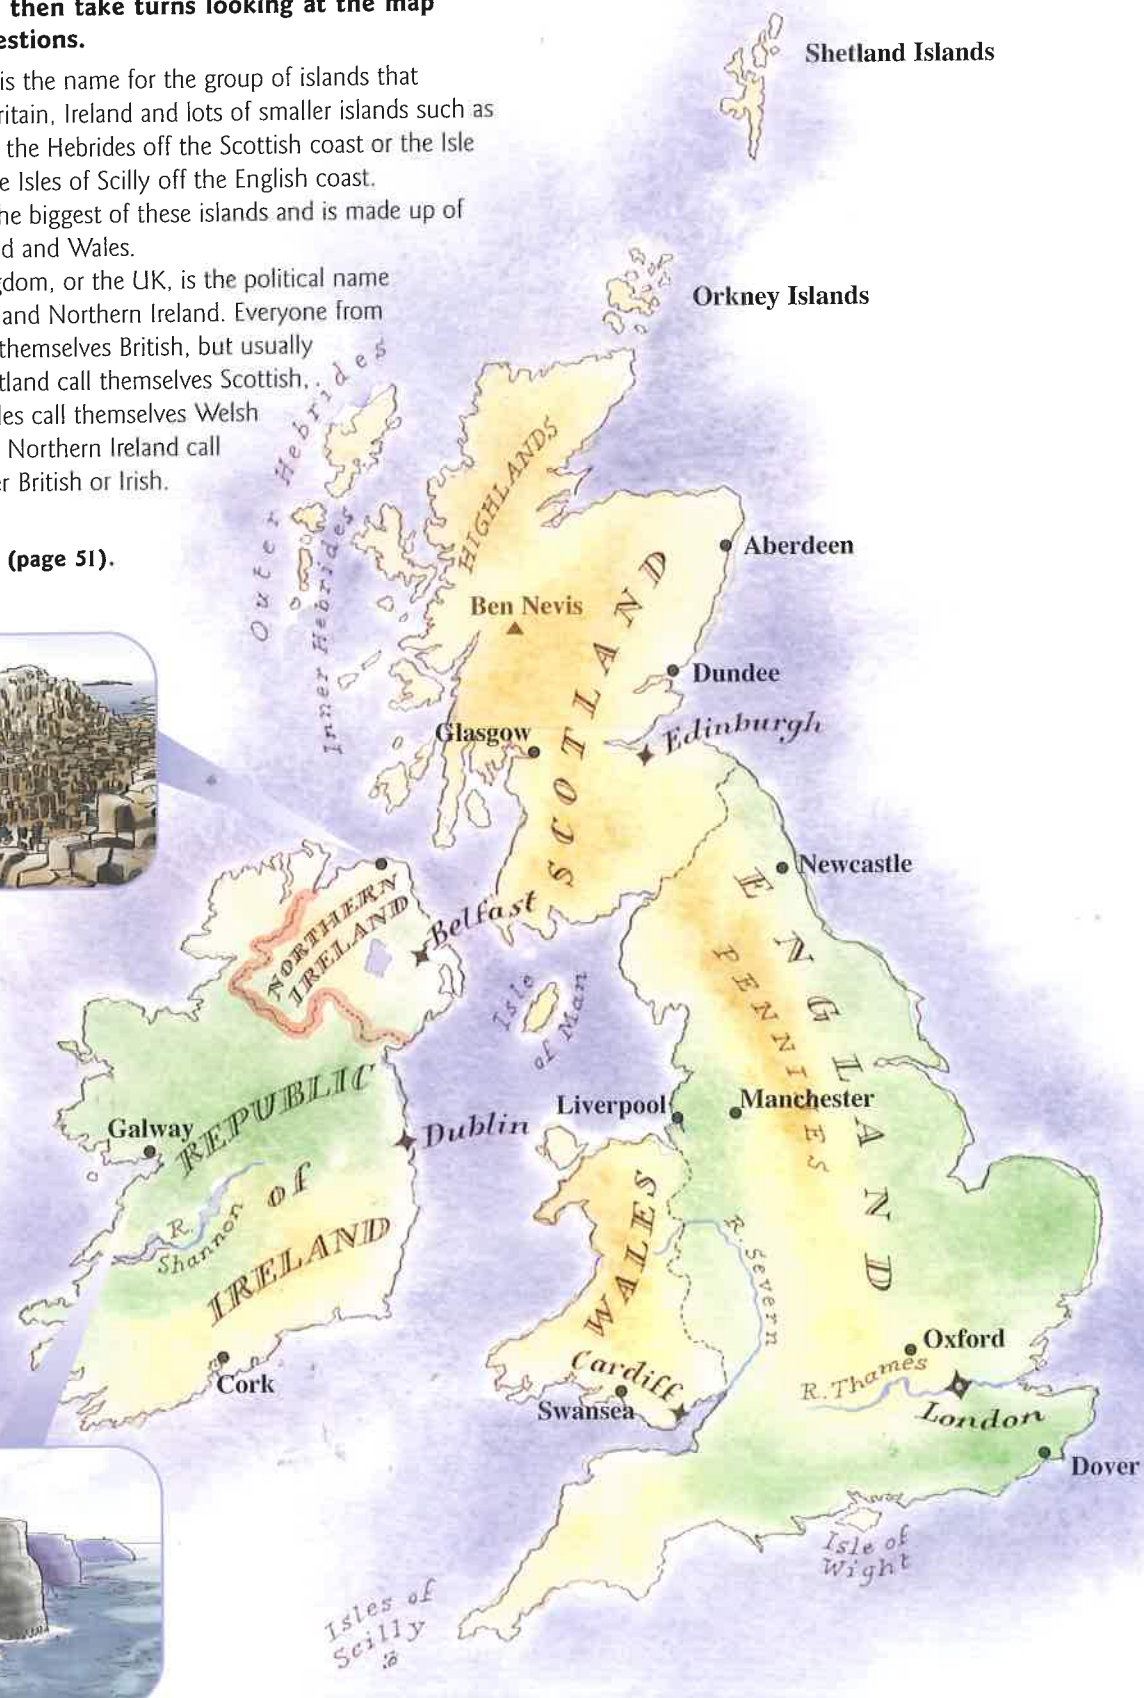 then take turns looking at the map
estions.
is the name for the group of islands that
ritain, Ireland and lots of smaller islands such as
the Hebrides off the Scottish coast or the Isle
e Isles of Scilly off the English coast.
he biggest of these islands and is made up of
d and Wales.
gdom, or the UK, is the political name
and Northern Ireland. Everyone from
themselves British, but usually
tland call themselves Scottish,
les call themselves Welsh
Northern Ireland call
r British or Irish.
(page 51).
Shetland Islands
Orkney Islands
Outer Hebrides
Inner Hebrides
HIGHLANDS
Aberdeen
Ben Nevis
SCOTLAND
Dundee
Glasgow
Edinburgh
Newcastle
NORTHERN
IRELAND
Belfast
ENGLAND
PENNINES
Isle
of Man
Liverpool
Manchester
Galway
REPUBLIC
of
IRELAND
Dublin
R.
Shannon
WALES
R. Severn
Cork
Cardiff
Swansea
Oxford
R. Thames
London
Dover
Isle of
Wight
Isles of
Scilly